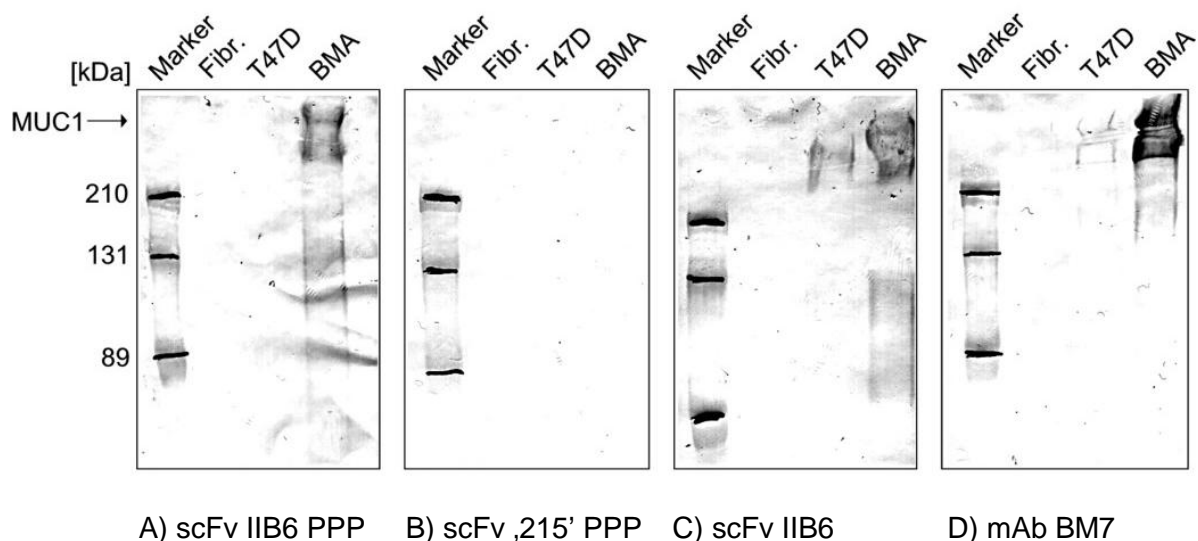 Marker Fibr. T47D BMA Marker Fibr. T47D BMA Marker Fibr. T47D BMA Marker Fibr. T47D BMA
[kDa]
MUC1
210
131
89
A) scFv IIB6 PPP B) scFv ‚215’ PPP C) scFv IIB6 D) mAb BM7